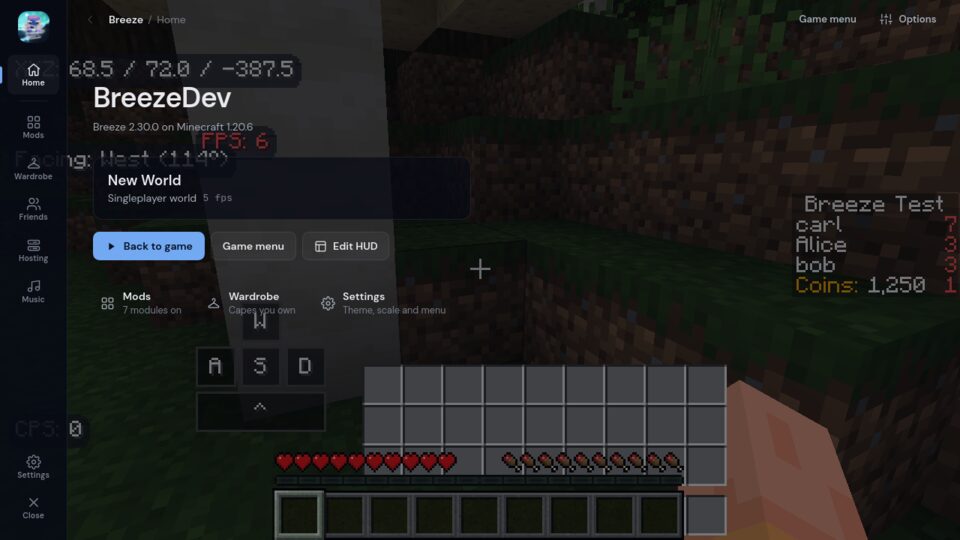 Breeze / Home
Game menu
Options
XYZ: 68.5 / 72.0 / -387.5
Home
BreezeDev
Breeze 2.30.0 on Minecraft 1.20.6
FPS: 6
Mods
Facing: West (114°)
Wardrobe
New World
Singleplayer world 5 fps
Friends
Breeze Test
carl 7
Alice 3
bob 3
Coins: 1,250 1
Back to game
Game menu
Edit HUD
Hosting
Music
Mods
7 modules on
Wardrobe
Capes you own
Settings
Theme, scale and menu
W
A S D
^
CPS: 0
Settings
Close